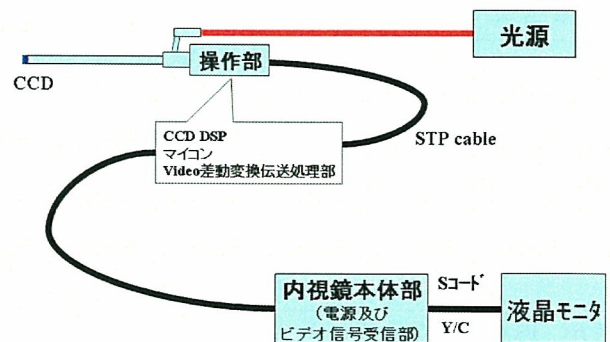 光源
操作部
CCD
CCD DSP
マイコン
Video差動変換伝送処理部
STP cable
内視鏡本体部
(電源及び
ビデオ信号受信部)
Sコード
Y/C
液晶モニタ